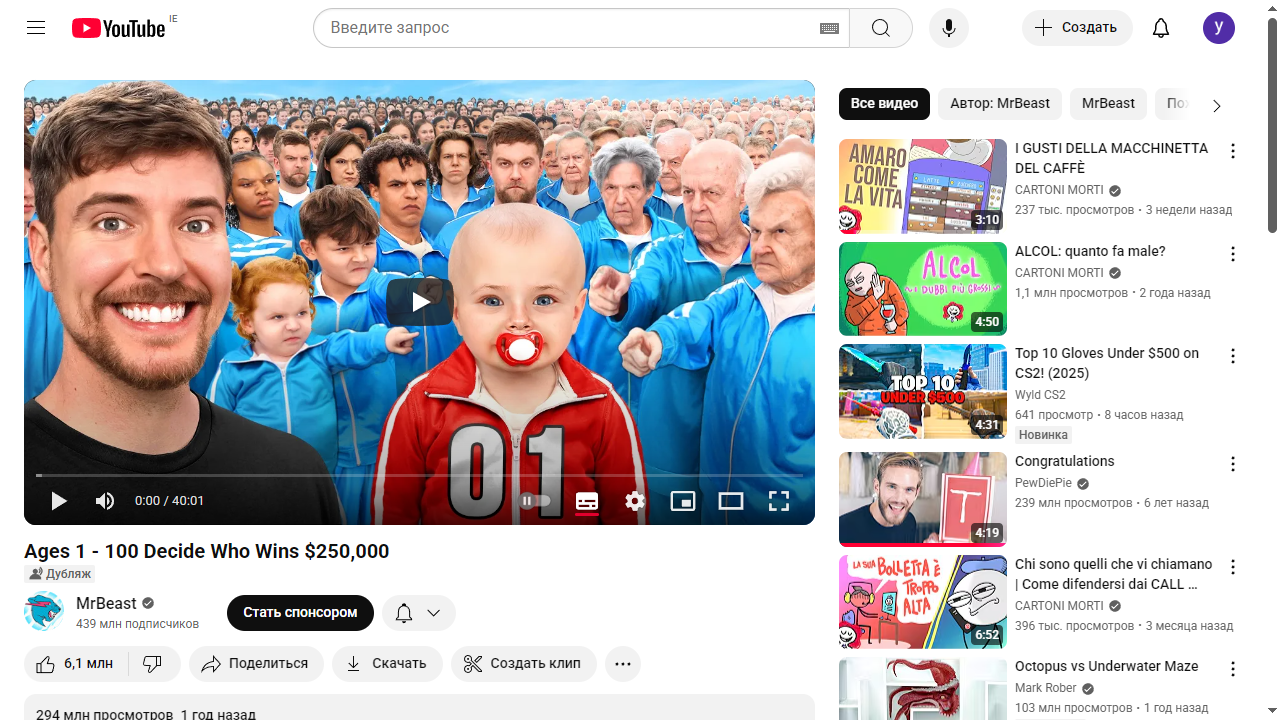 YouTube IE
Введите запрос
Создать
y
01
0:00 / 40:01
Ages 1 - 100 Decide Who Wins $250,000
Дубляж
MrBeast
439 млн подписчиков
Стать спонсором
6,1 млн
Поделиться
Скачать
Создать клип
294 млн просмотров 1 год назад
Все видео
Автор: MrBeast
MrBeast
AMARO
COME
LA VITA
3:10
I GUSTI DELLA MACCHINETTA
DEL CAFFÈ
CARTONI MORTI
237 тыс. просмотров • 3 недели назад
ALCOL
4:50
ALCOL: quanto fa male?
CARTONI MORTI
1,1 млн просмотров • 2 года назад
TOP 10
UNDER $500
4:31
Top 10 Gloves Under $500 on
CS2! (2025)
Wyld CS2
641 просмотр • 8 часов назад
Новинка
T
4:19
Congratulations
PewDiePie
239 млн просмотров • 6 лет назад
LA SUA BOLLETTA È
TROPPO
ALTA
6:52
Chi sono quelli che vi chiamano
| Come difendersi dai CALL ...
CARTONI MORTI
396 тыс. просмотров • 3 месяца назад
Octopus vs Underwater Maze
Mark Rober
103 млн просмотров • 1 год назад